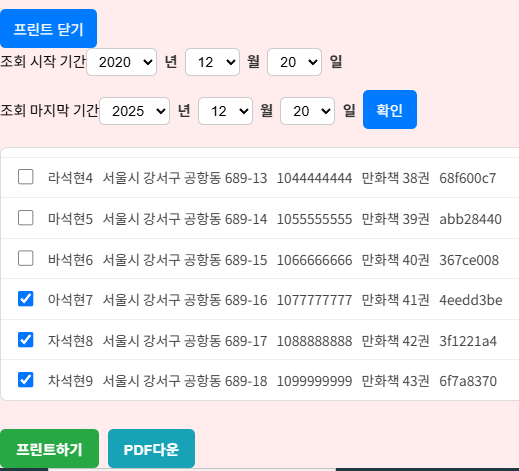 프린트 닫기
조회 시작 기간 2020 년 12 월 20 일
조회 마지막 기간 2025 년 12 월 20 일 확인
라석현4 서울시 강서구 공항동 689-13 1044444444 만화책 38권 68f600c7
마석현5 서울시 강서구 공항동 689-14 1055555555 만화책 39권 abb28440
바석현6 서울시 강서구 공항동 689-15 1066666666 만화책 40권 367ce008
아석현7 서울시 강서구 공항동 689-16 1077777777 만화책 41권 4eedd3be
자석현8 서울시 강서구 공항동 689-17 1088888888 만화책 42권 3f1221a4
차석현9 서울시 강서구 공항동 689-18 1099999999 만화책 43권 6f7a8370
프린트하기 PDF다운